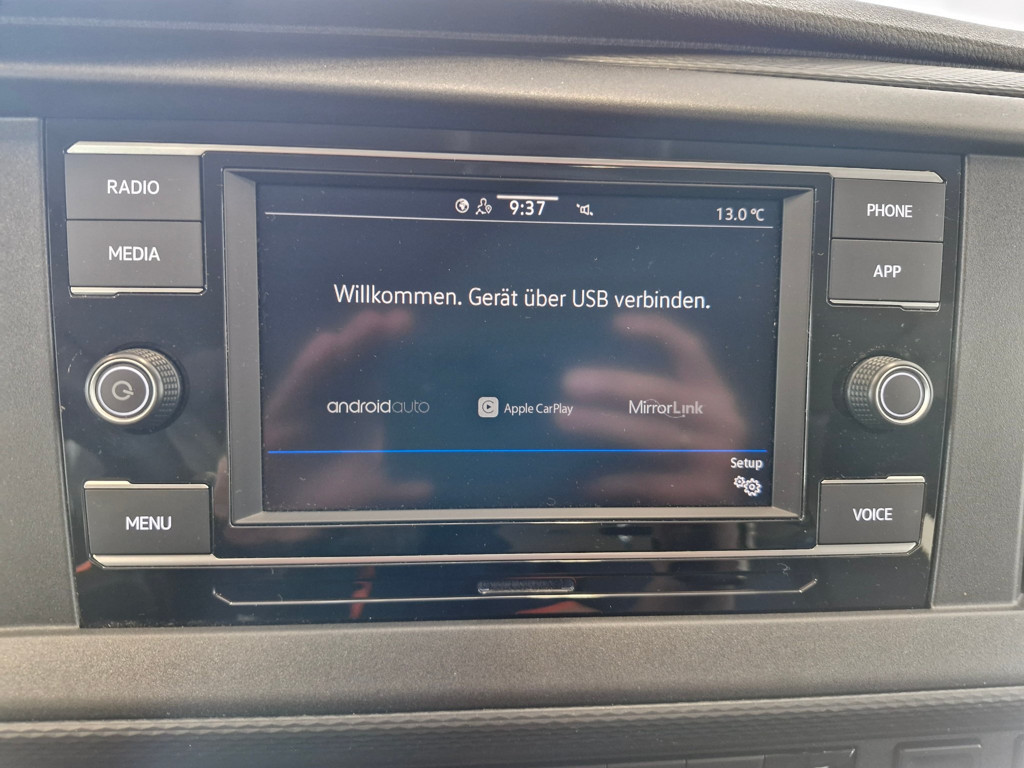 RADIO
MEDIA
9:37
13.0 °C
PHONE
APP
Willkommen. Gerät über USB verbinden.
androidauto
Apple CarPlay
MirrorLink
Setup
MENU
VOICE